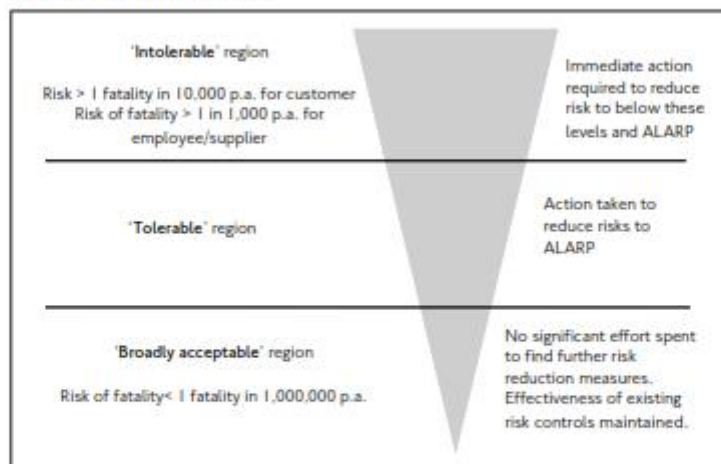 'Intolerable' region
Risk > 1 fatality in 10,000 p.a. for customer
Risk of fatality > 1 in 1,000 p.a. for
employee/supplier
Immediate action
required to reduce
risk to below these
levels and ALARP
'Tolerable' region
Action taken to
reduce risks to
ALARP
'Broadly acceptable' region
Risk of fatality< 1 fatality in 1,000,000 p.a.
No significant effort spent
to find further risk
reduction measures.
Effectiveness of existing
risk controls maintained.